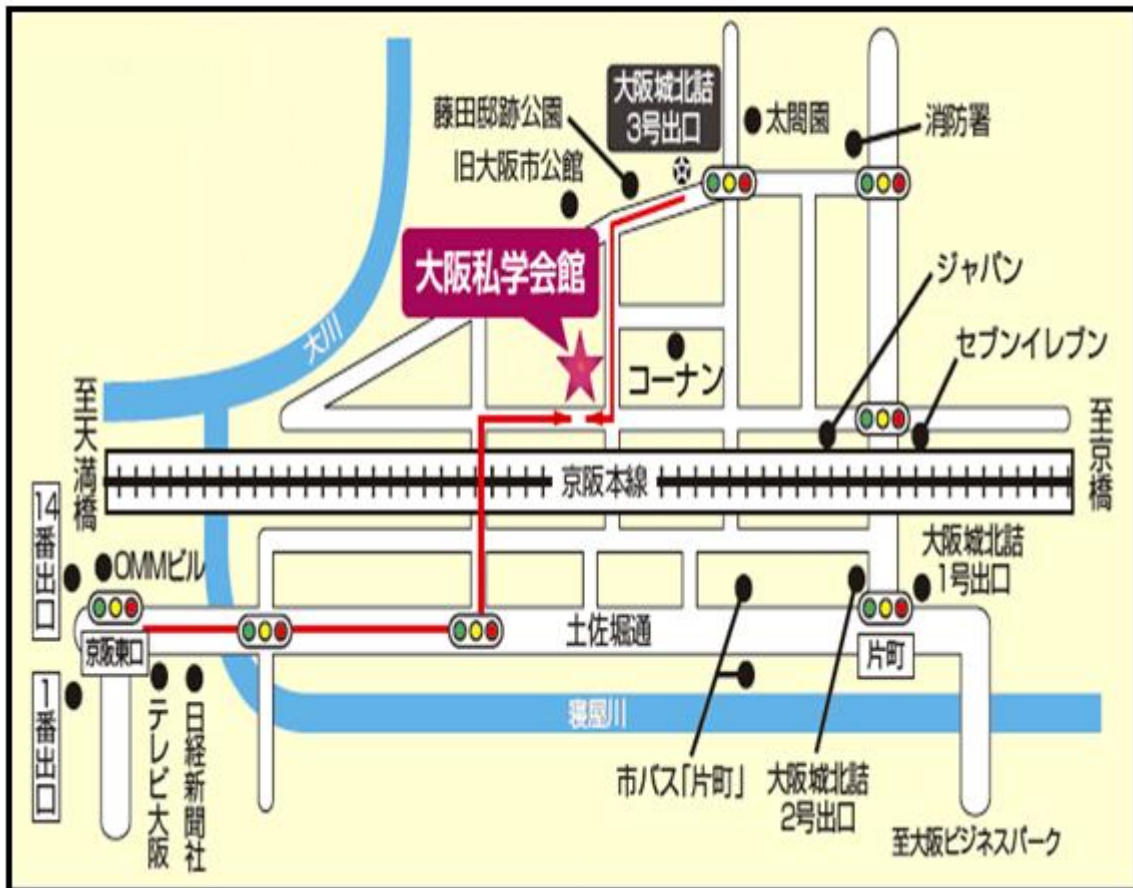 大阪城北詰
3号出口
藤田邸跡公園
旧大阪市公館
太閤園
消防署
大阪私学会館
ジャパン
セブンイレブン
コーナン
大川
至天満橋
至京橋
京阪本線
14番出口
OMMビル
大阪城北詰
1号出口
京阪東口
土佐堀通
片町
1番出口
テレビ大阪
日経新聞社
寝屋川
市バス「片町」
大阪城北詰
2号出口
至大阪ビジネスパーク